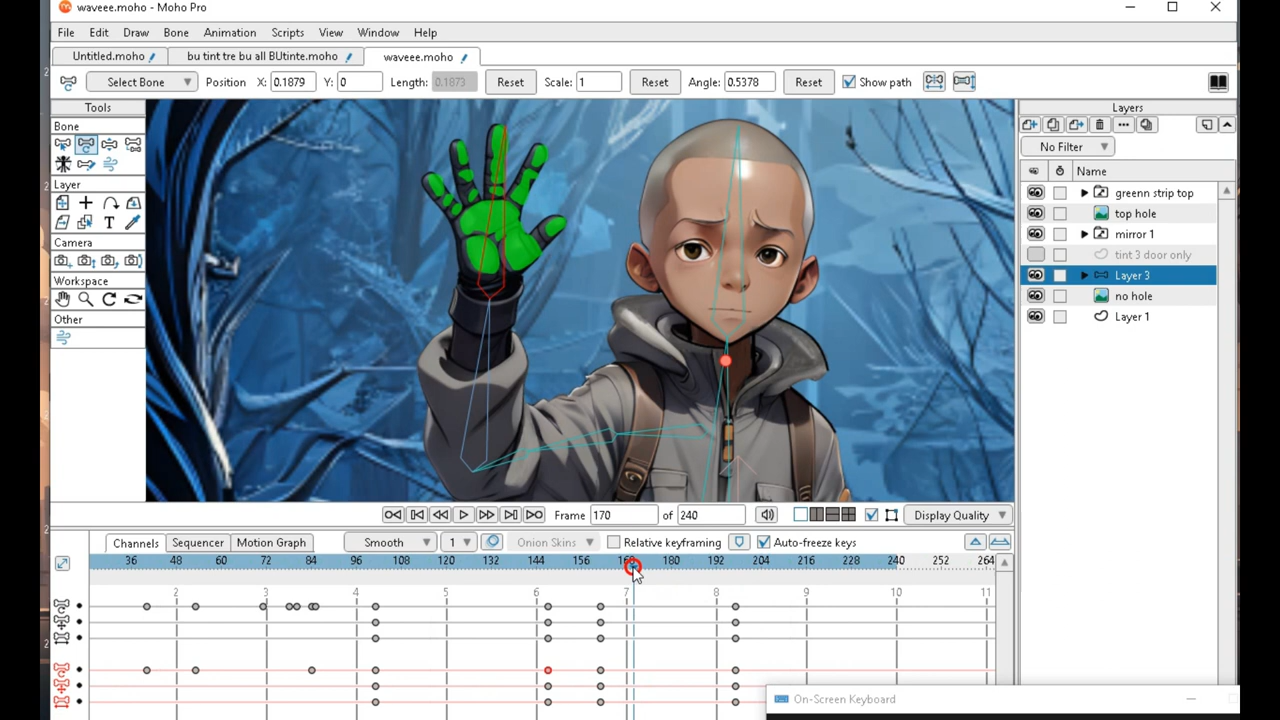 waveee.moho - Moho Pro
File Edit Draw Bone Animation Scripts View Window Help
Untitled.moho bu tint tre bu all BUtinte.moho waveee.moho
Select Bone Position X: 0.1879 Y: 0 Length: 0.1873 Reset Scale: 1 Reset Angle: 0.5378 Reset Show path
Tools
Layers
Bone
No Filter
Name
Layer
greenn strip top
top hole
mirror 1
Camera
tint 3 door only
Layer 3
Workspace
no hole
Other
Layer 1
Frame 170 of 240 Display Quality
Channels Sequencer Motion Graph Smooth 1 Onion Skins Relative keyframing Auto-freeze keys
36 48 60 72 84 96 108 120 132 144 156 180 192 204 216 228 240 252 264
2 3 4 5 6 7 8 9 10 11
On-Screen Keyboard